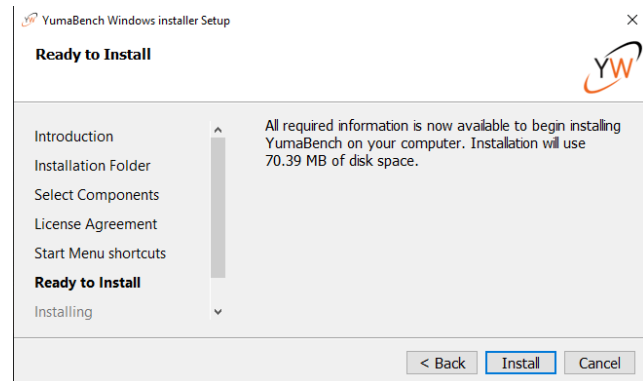 YumaBench Windows installer Setup
Ready to Install
YW
Introduction
Installation Folder
Select Components
License Agreement
Start Menu shortcuts
Ready to Install
Installing
All required information is now available to begin installing
YumaBench on your computer. Installation will use
70.39 MB of disk space.
< Back
Install
Cancel